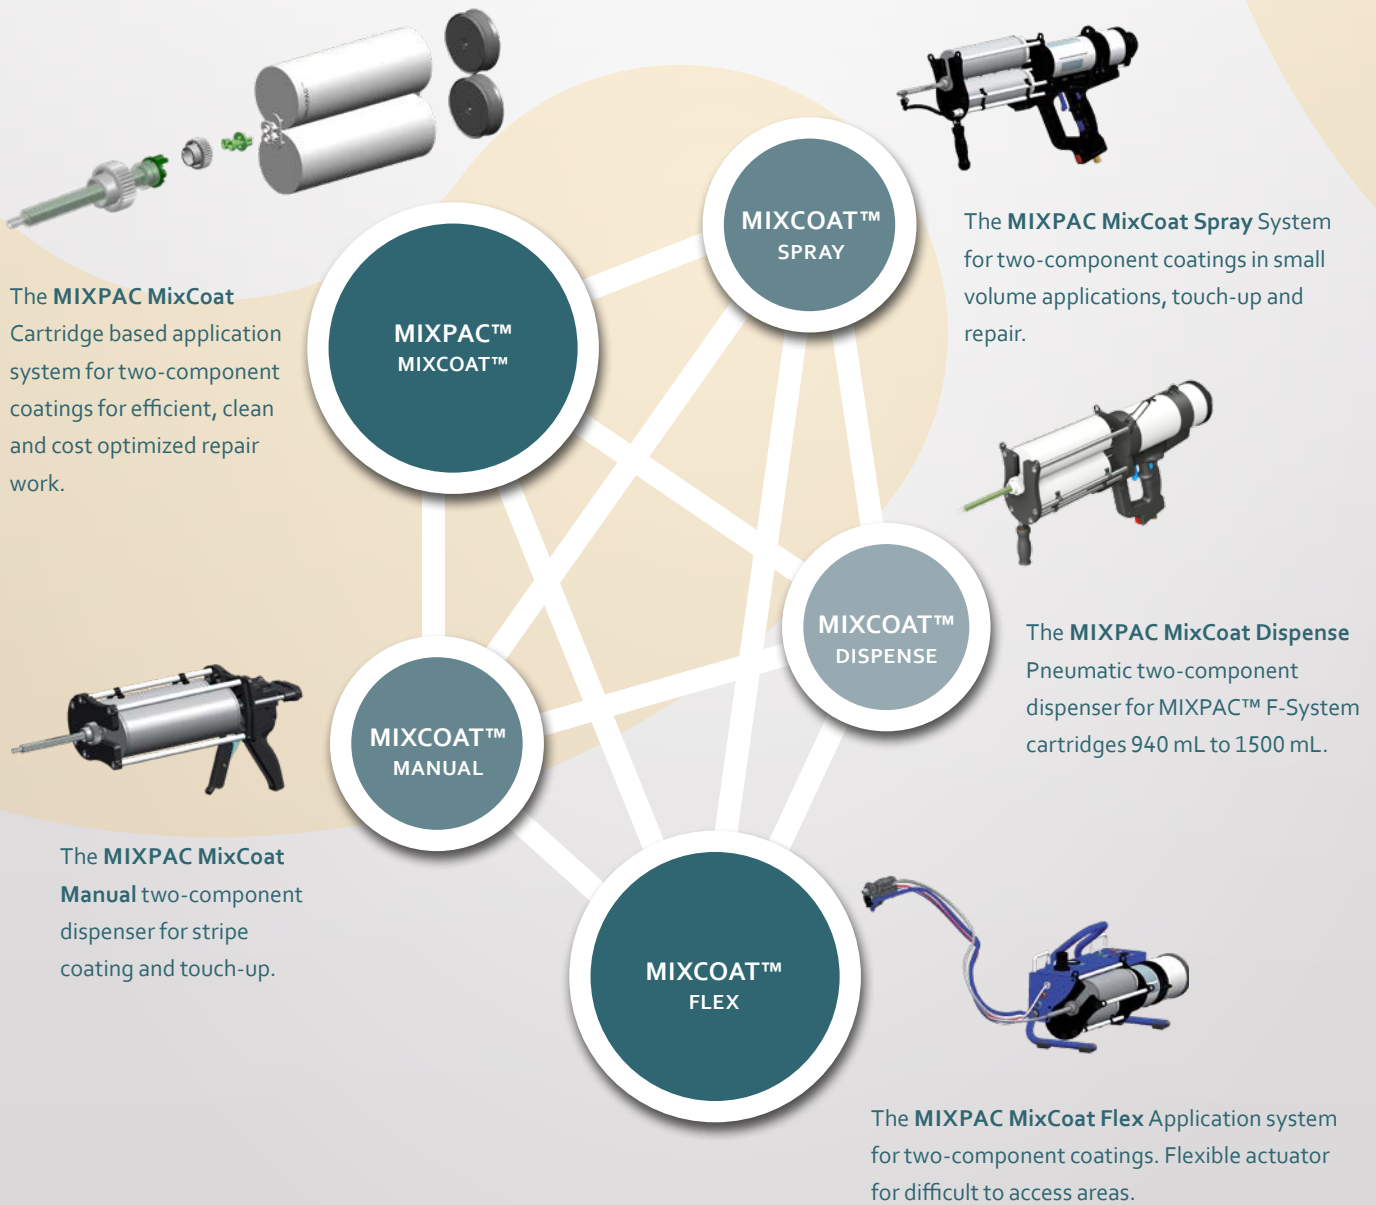 MIXCOAT™
SPRAY
The MIXPAC MixCoat Spray System
for two-component coatings in small
volume applications, touch-up and
repair.
The MIXPAC MixCoat
Cartridge based application
system for two-component
coatings for efficient, clean
and cost optimized repair
work.
MIXPAC™
MIXCOAT™
MIXCOAT™
DISPENSE
The MIXPAC MixCoat Dispense
Pneumatic two-component
dispenser for MIXPAC™ F-System
cartridges 940 mL to 1500 mL.
MIXCOAT™
MANUAL
The MIXPAC MixCoat
Manual two-component
dispenser for stripe
coating and touch-up.
MIXCOAT™
FLEX
The MIXPAC MixCoat Flex Application system
for two-component coatings. Flexible actuator
for difficult to access areas.